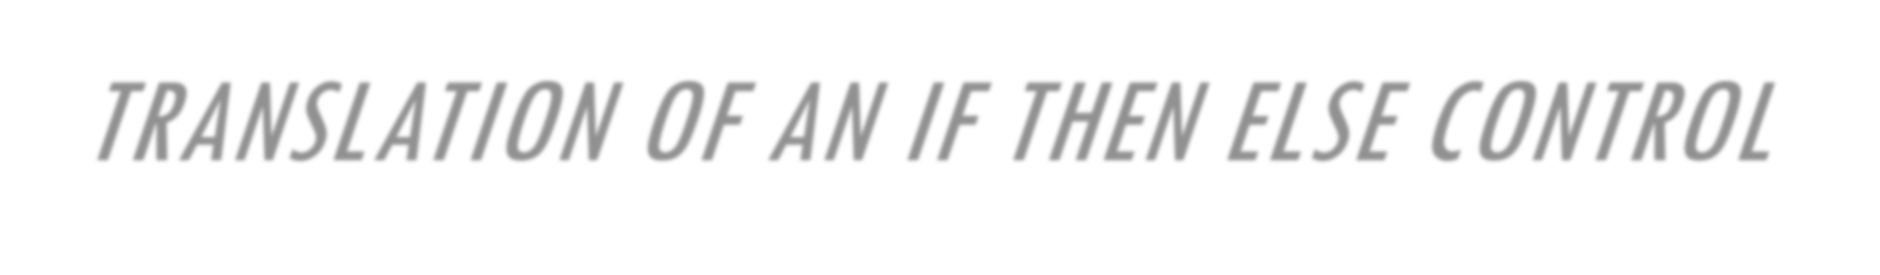 TRANSLATION OF AN IF THEN ELSE CONTROL